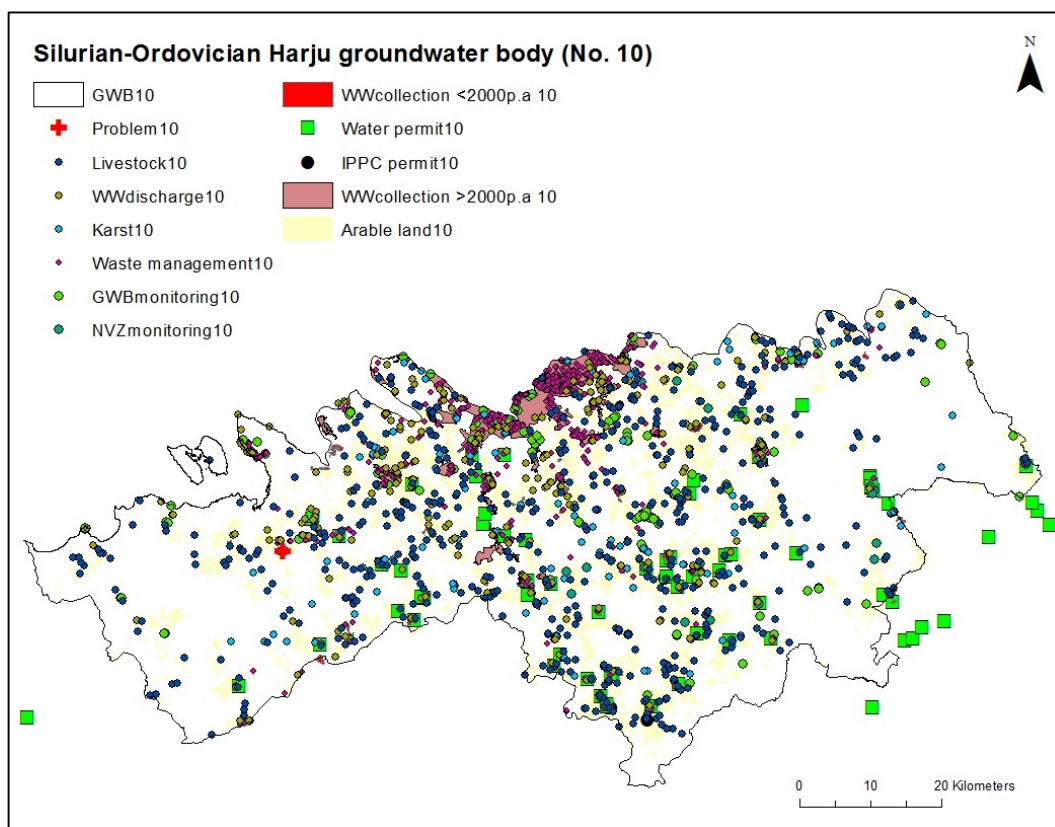 Silurian-Ordovician Harju groundwater body (No. 10)
N
GWB10
Problem10
Livestock10
WWdischarge10
Karst10
Waste management10
GWBmonitoring10
NVZmonitoring10
WWcollection <2000p.a 10
Water permit10
IPPC permit10
WWcollection >2000p.a 10
Arable land10
0 10 20 Kilometers